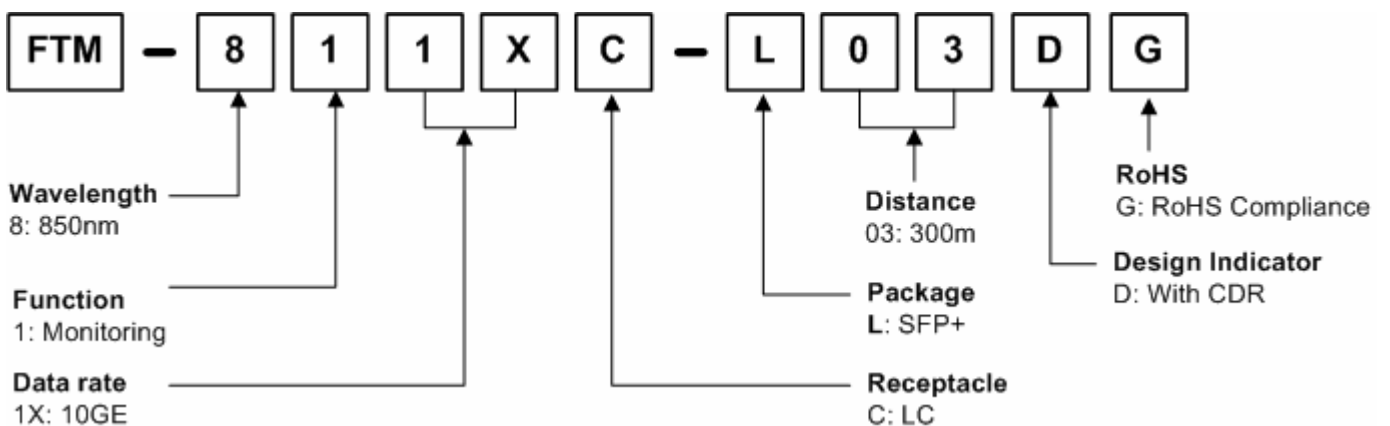 FTM - 8 1 1 X C - L 0 3 D G
Wavelength
8: 850nm
Function
1: Monitoring
Data rate
1X: 10GE
Distance
03: 300m
Package
L: SFP+
Receptacle
C: LC
RoHS
G: RoHS Compliance
Design Indicator
D: With CDR